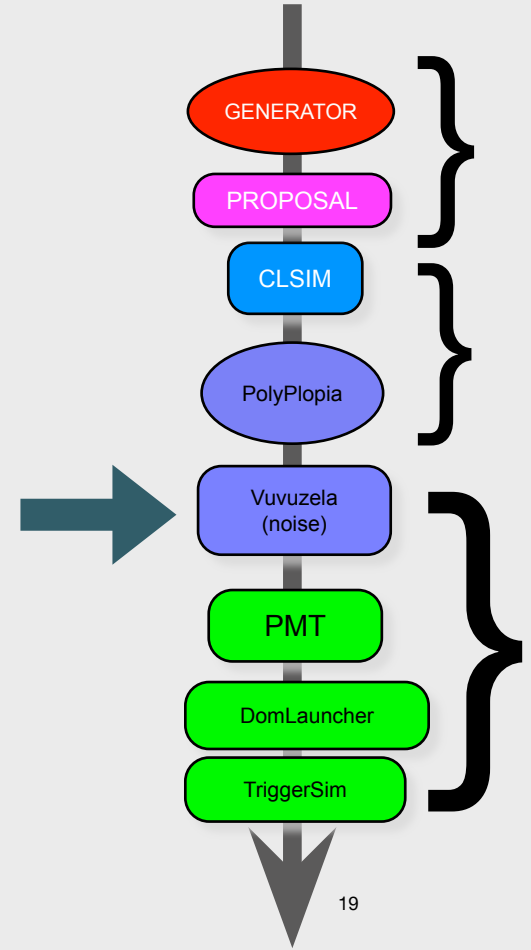 GENERATOR
PROPOSAL
CLSIM
PolyPlopia
Vuvuzela
(noise)
PMT
DomLauncher
TriggerSim
19